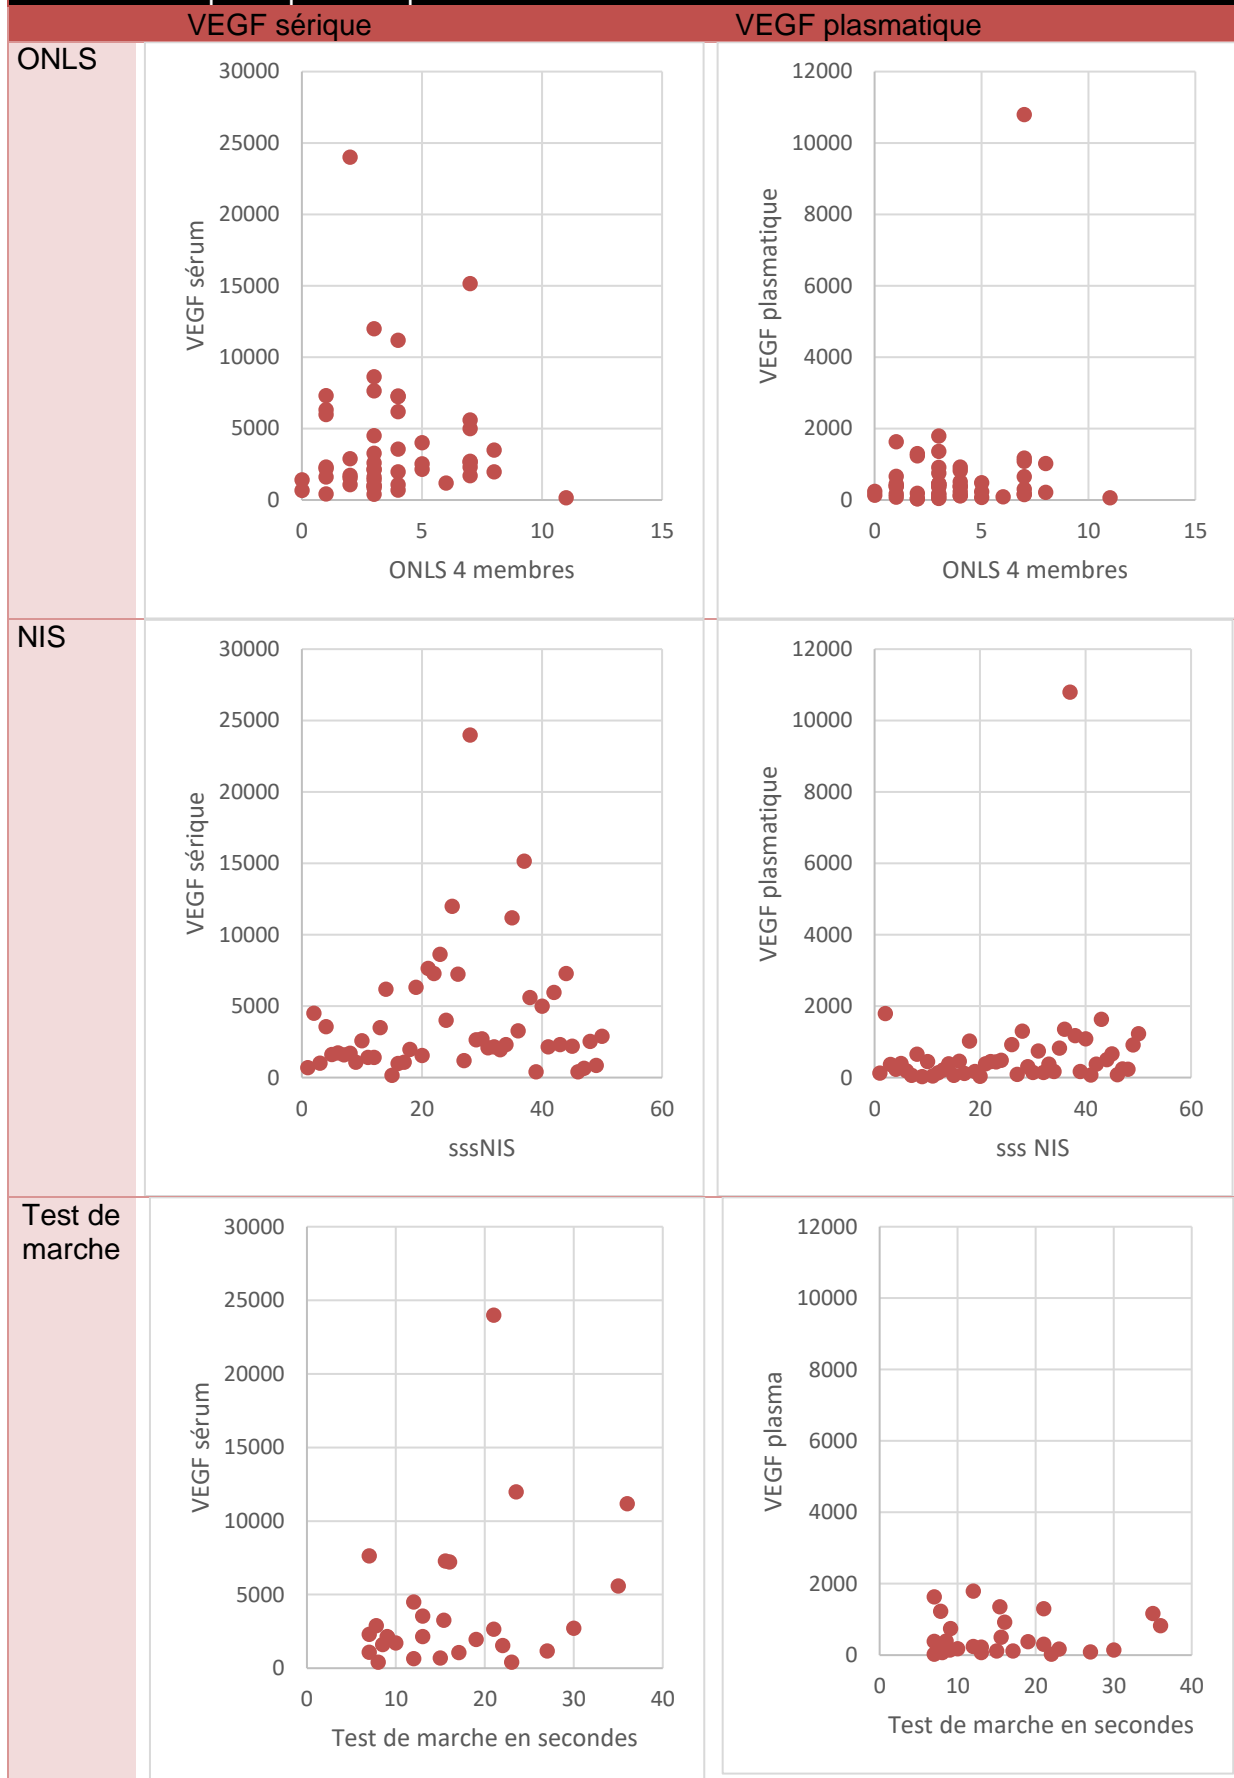 VEGF sérique VEGF plasmatique
ONLS
30000
25000
20000
15000
10000
5000
0
0 5 10 15
VEGF sérum
ONLS 4 membres
12000
10000
8000
6000
4000
2000
0
0 5 10 15
VEGF plasmatique
ONLS 4 membres
NIS
30000
25000
20000
15000
10000
5000
0
0 20 40 60
VEGF sérique
sssNIS
12000
10000
8000
6000
4000
2000
0
0 20 40 60
VEGF plasmatique
sss NIS
Test de
marche
30000
25000
20000
15000
10000
5000
0
0 10 20 30 40
VEGF sérum
Test de marche en secondes
12000
10000
8000
6000
4000
2000
0
0 10 20 30 40
VEGF plasma
Test de marche en secondes